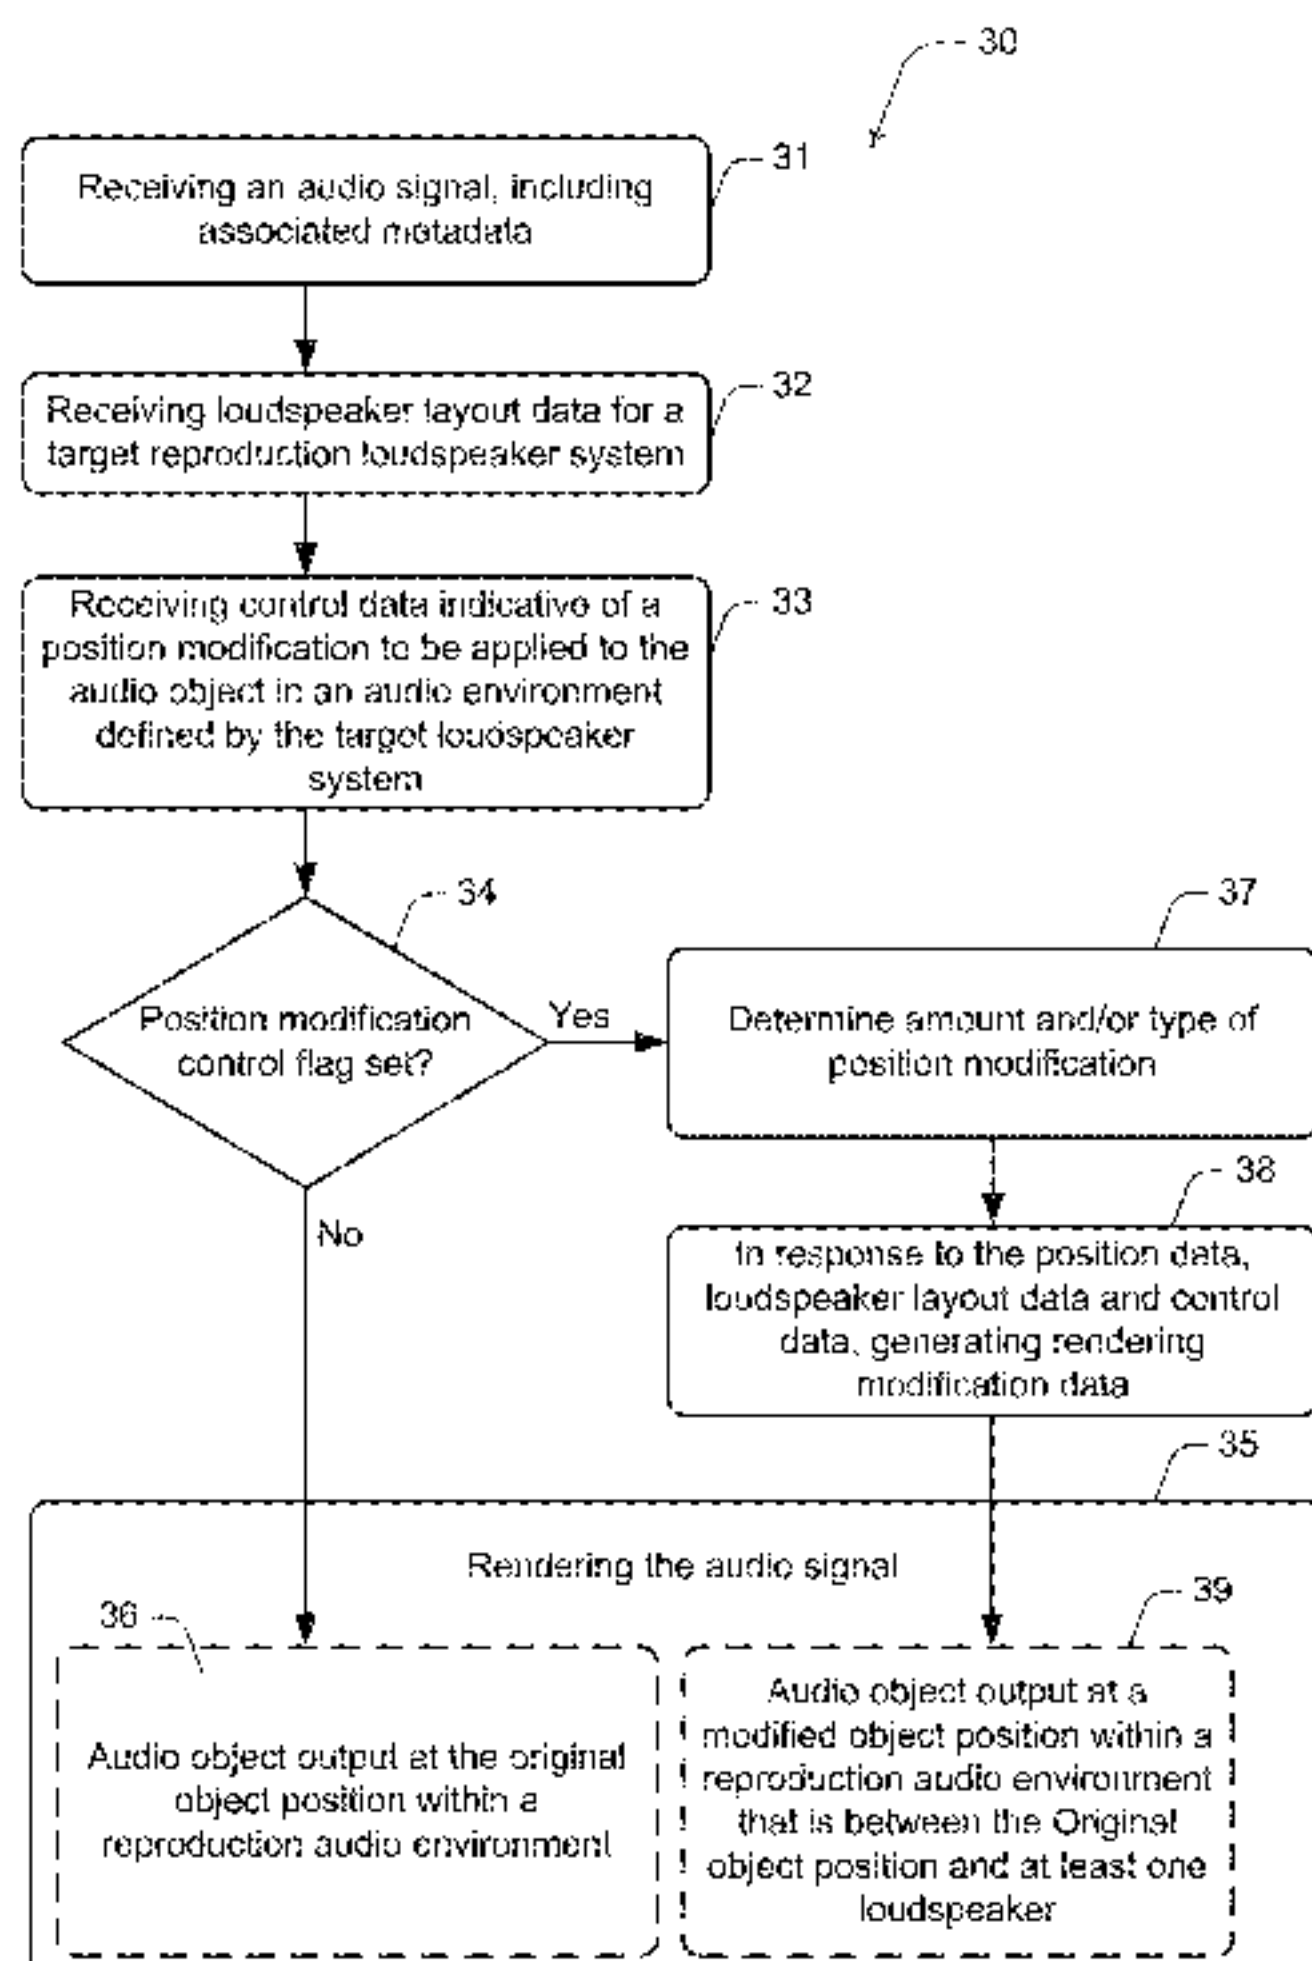 30
31
Receiving an audio signal, including
associated metadata
32
Receiving loudspeaker layout data for a
target reproduction loudspeaker system
33
Receiving control data indicative of a
position modification to be applied to the
audio object in an audio environment
defined by the target loudspeaker
system
34
Position modification
control flag set?
Yes
No
37
Determine amount and/or type of
position modification
38
In response to the position data,
loudspeaker layout data and control
data, generating rendering
modification data
35
Rendering the audio signal
36
Audio object output at the original
object position within a
reproduction audio environment
39
Audio object output at a
modified object position within a
reproduction audio environment
that is between the Original
object position and at least one
loudspeaker